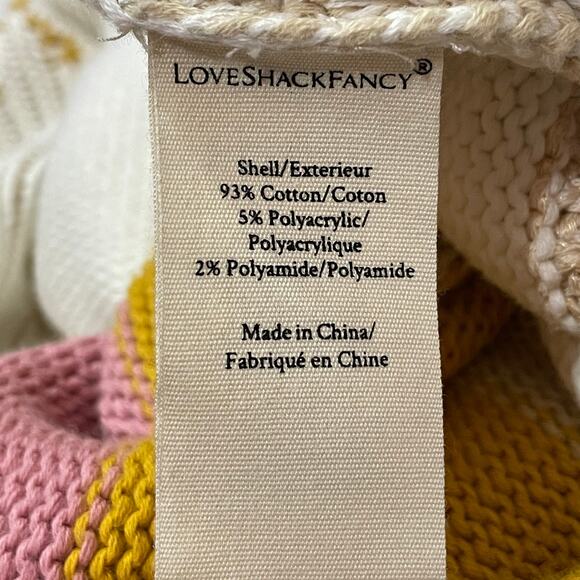 LOVESHACKFANCY®
Shell/Exterieur
93% Cotton/Coton
5% Polyacrylic/
Polyacrylique
2% Polyamide/Polyamide
Made in China/
Fabriqué en Chine